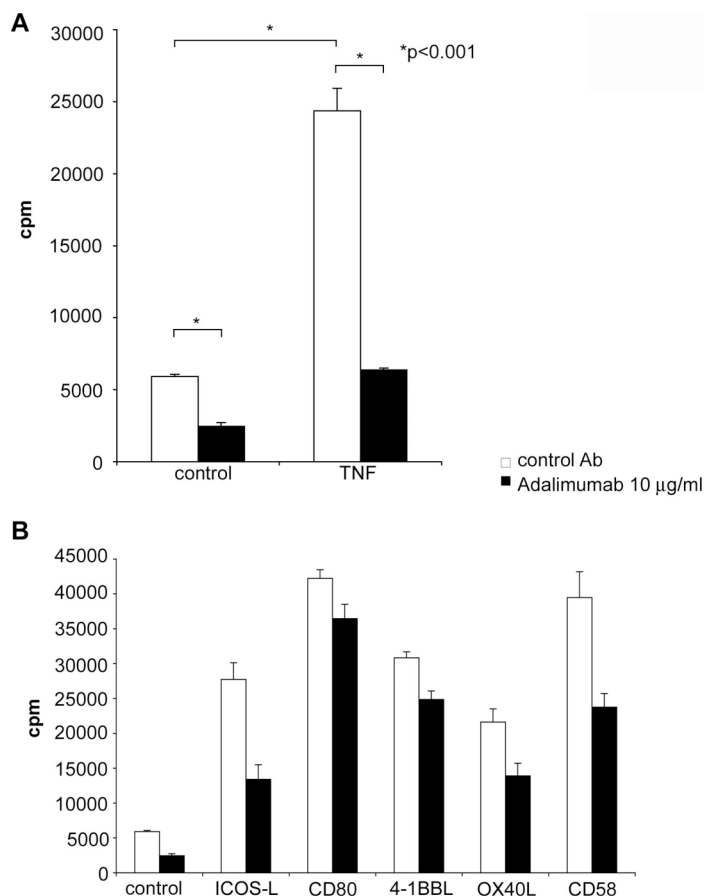 A
30000
25000
20000
15000
10000
5000
0
cpm
*
*
*
*p<0.001
control TNF
control Ab
Adalimumab 10 µg/ml
B
45000
40000
35000
30000
25000
20000
15000
10000
5000
0
cpm
control ICOS-L CD80 4-1BBL OX40L CD58